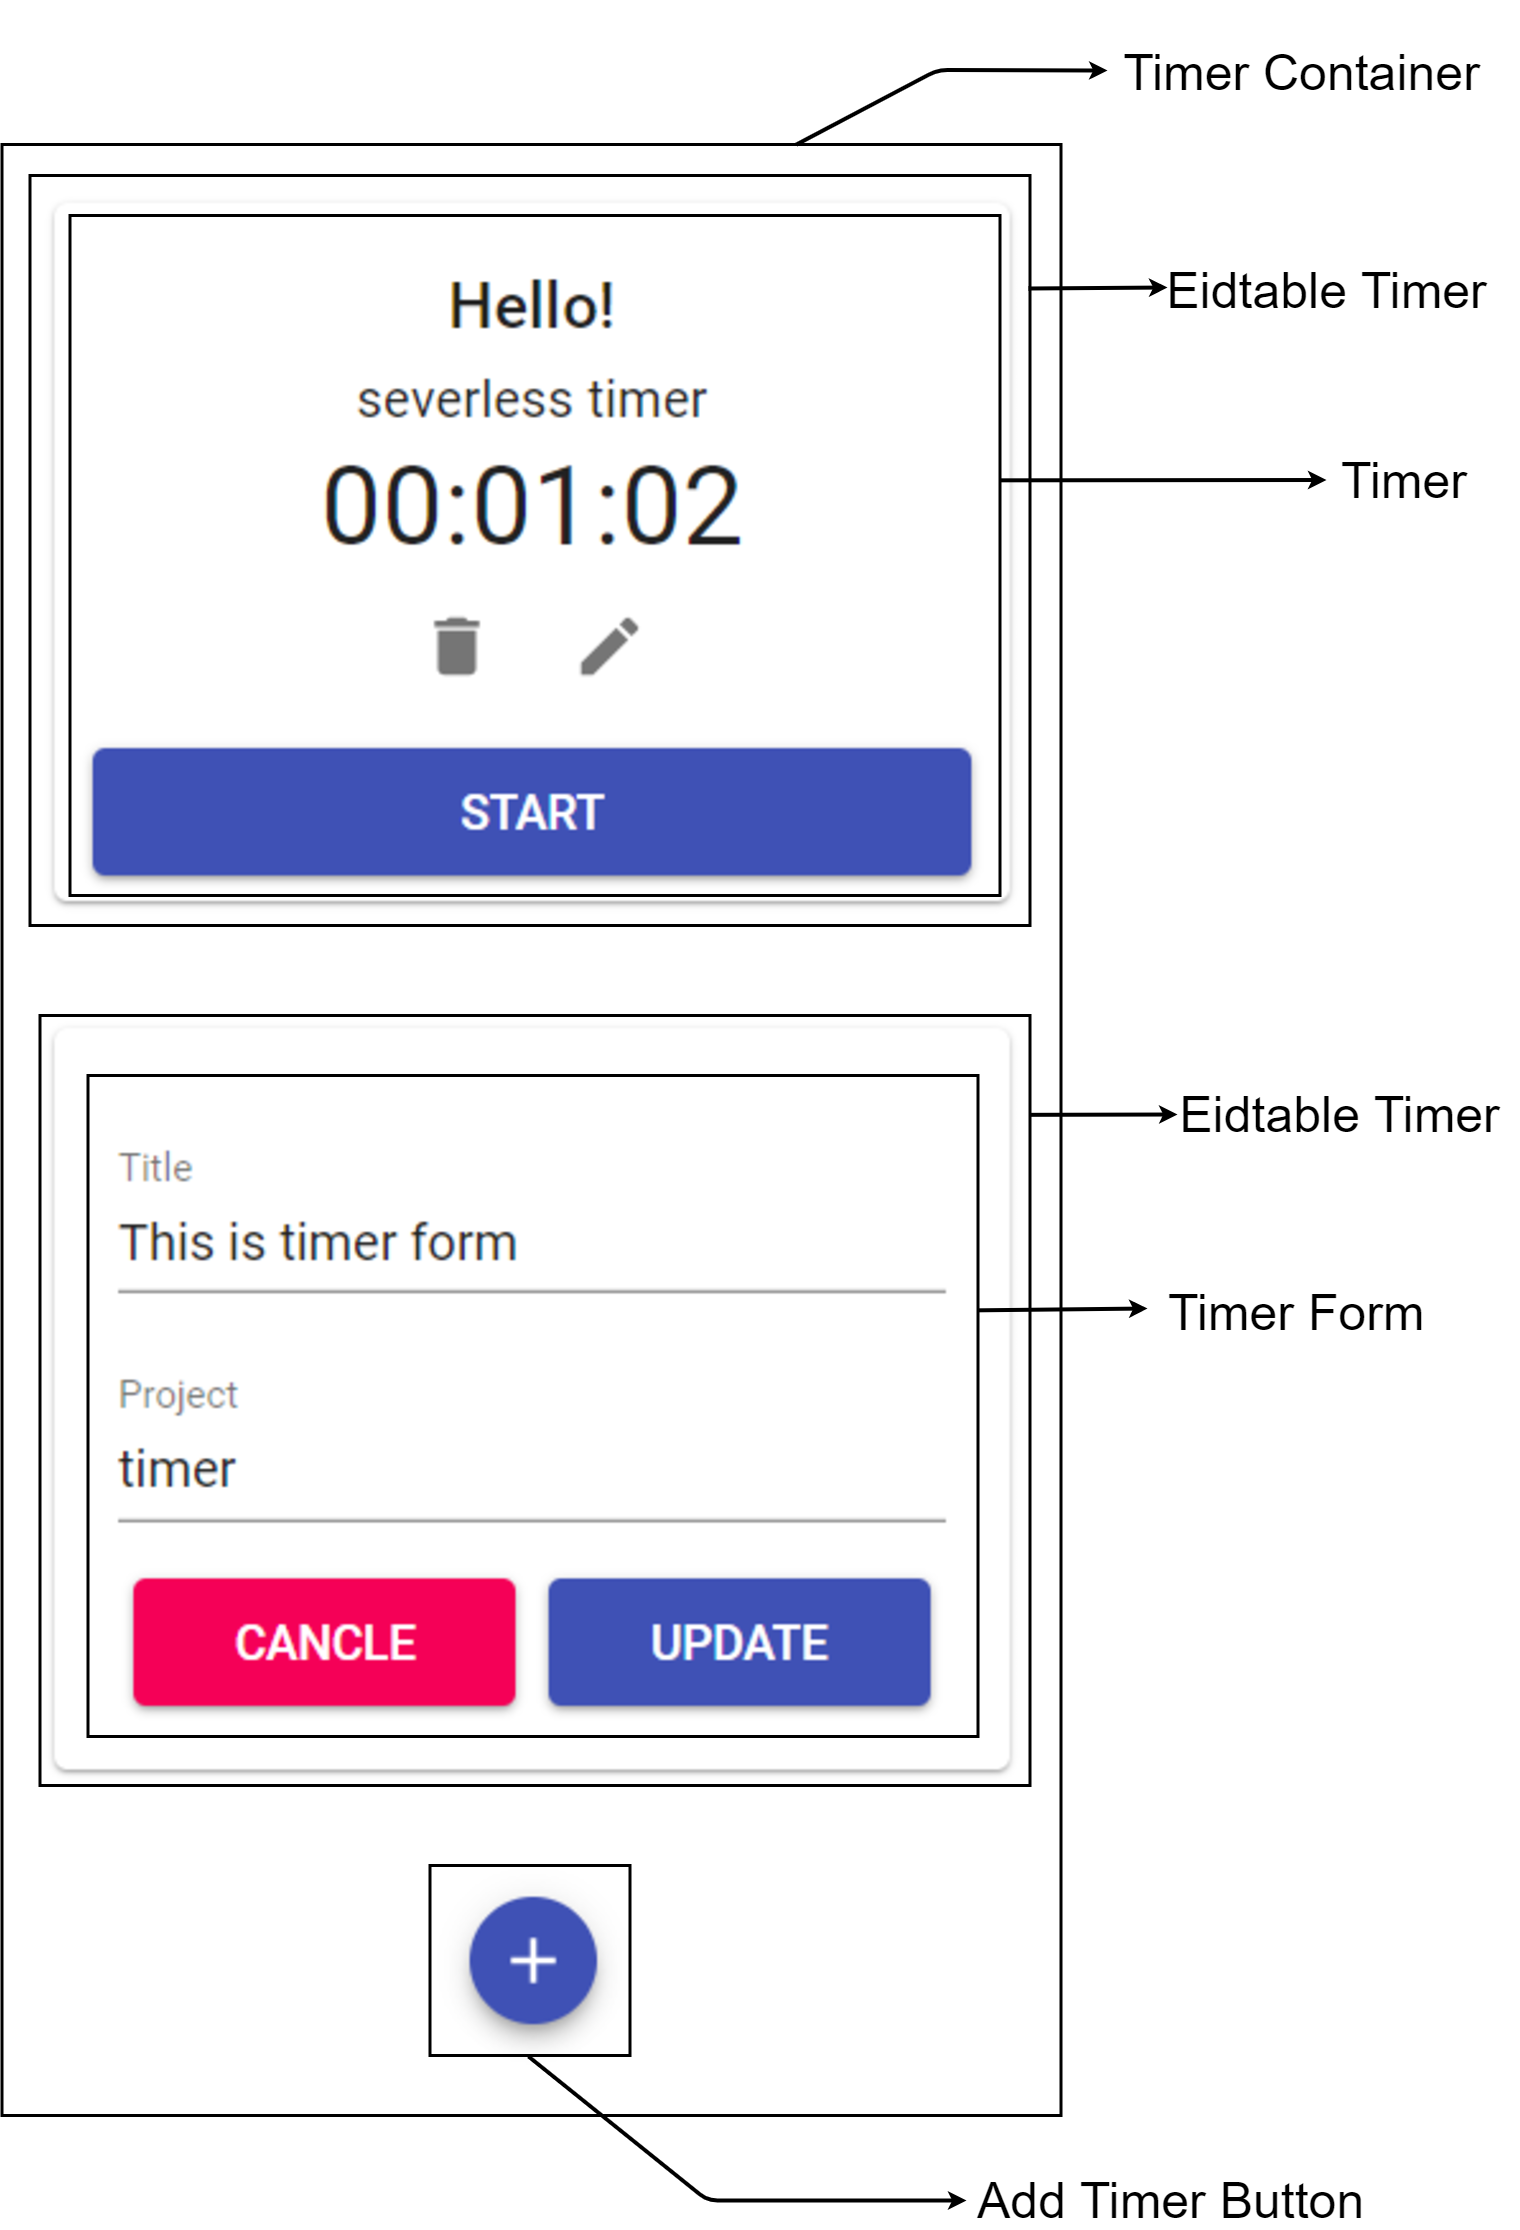 Timer Container
Eidtable Timer
Hello!
severless timer
00:01:02
Timer
START
Eidtable Timer
Title
This is timer form
Timer Form
Project
timer
CANCLE
UPDATE
+
Add Timer Button